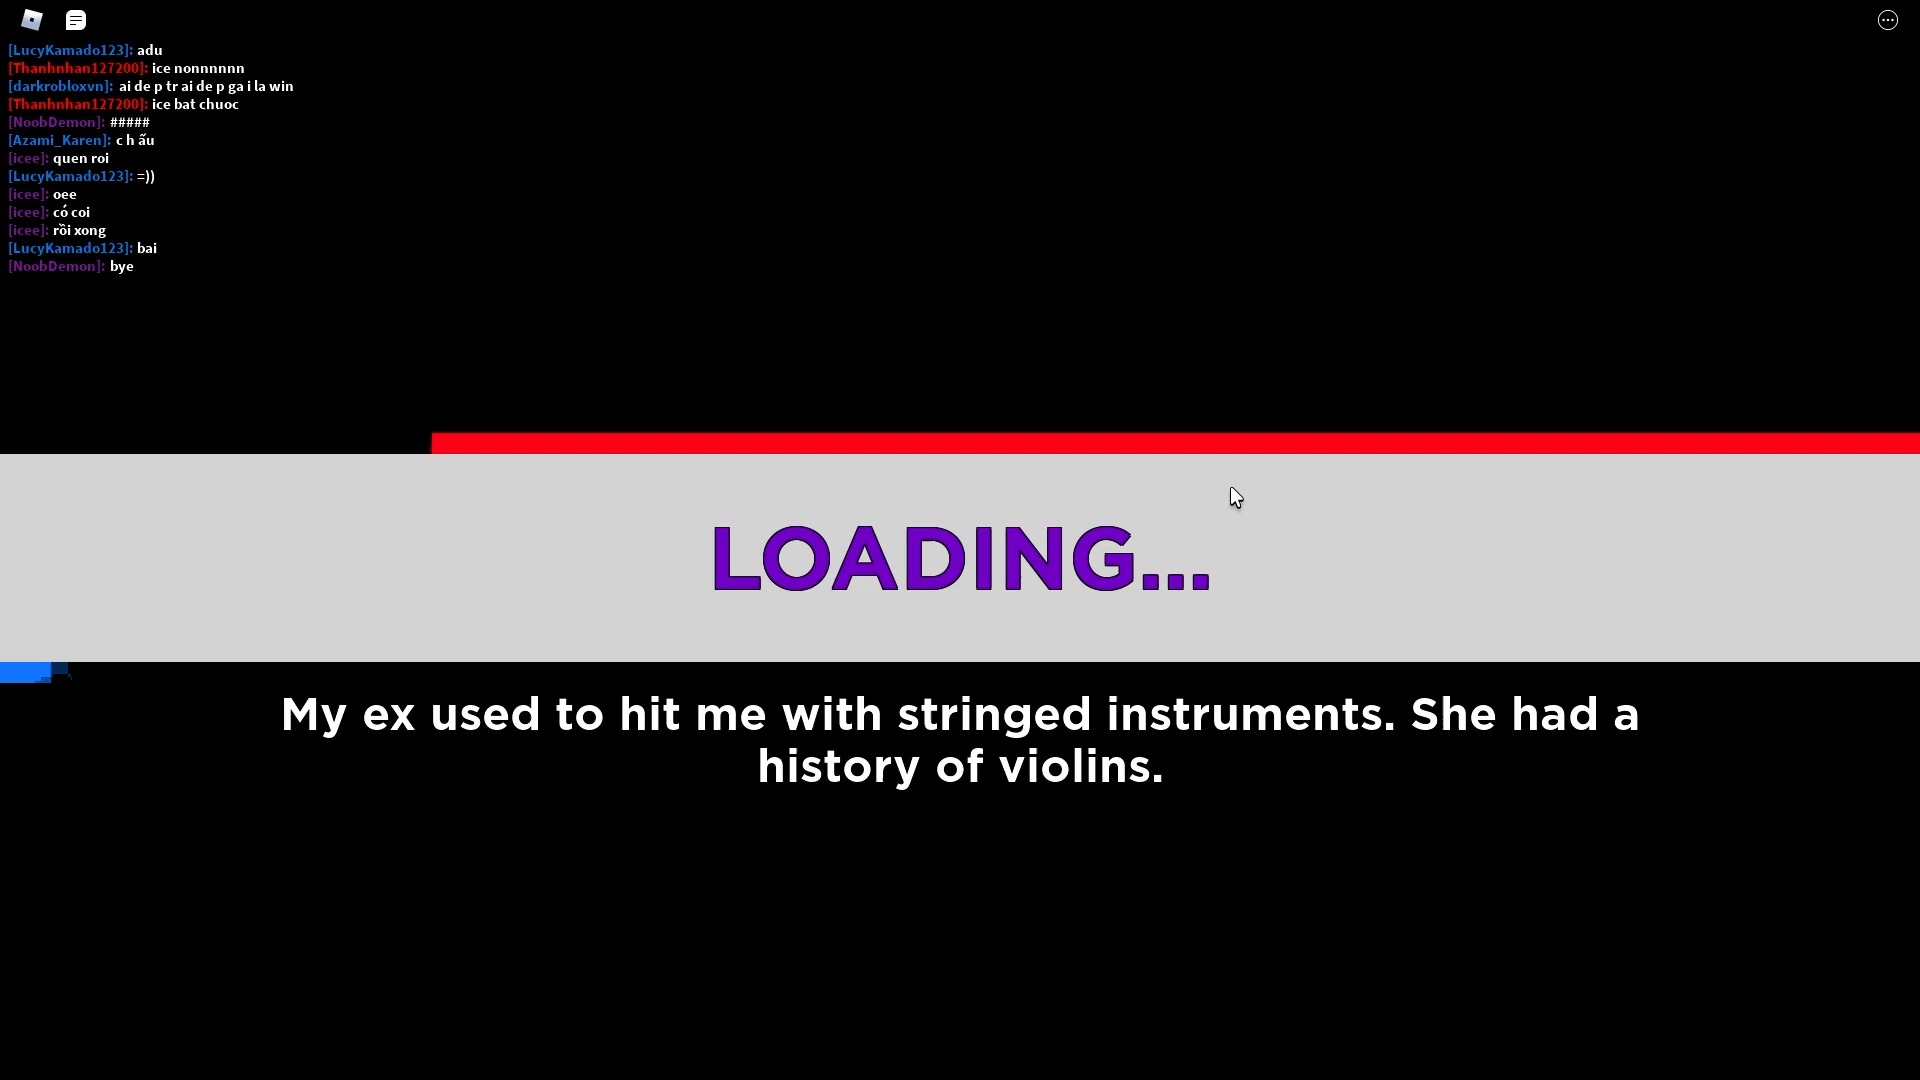 [LucyKamado123]: adu
[Thanhnhan127200]: ice nonnnnnn
[darkrobloxvn]: ai de p tr ai de p ga i la win
[Thanhnhan127200]: ice bat chuoc
[NoobDemon]: #####
[Azami_Karen]: c h ấu
[icee]: quen roi
[LucyKamado123]: =))
[icee]: oee
[icee]: có coi
[icee]: rồi xong
[LucyKamado123]: bai
[NoobDemon]: bye
LOADING...
My ex used to hit me with stringed instruments. She had a
history of violins.